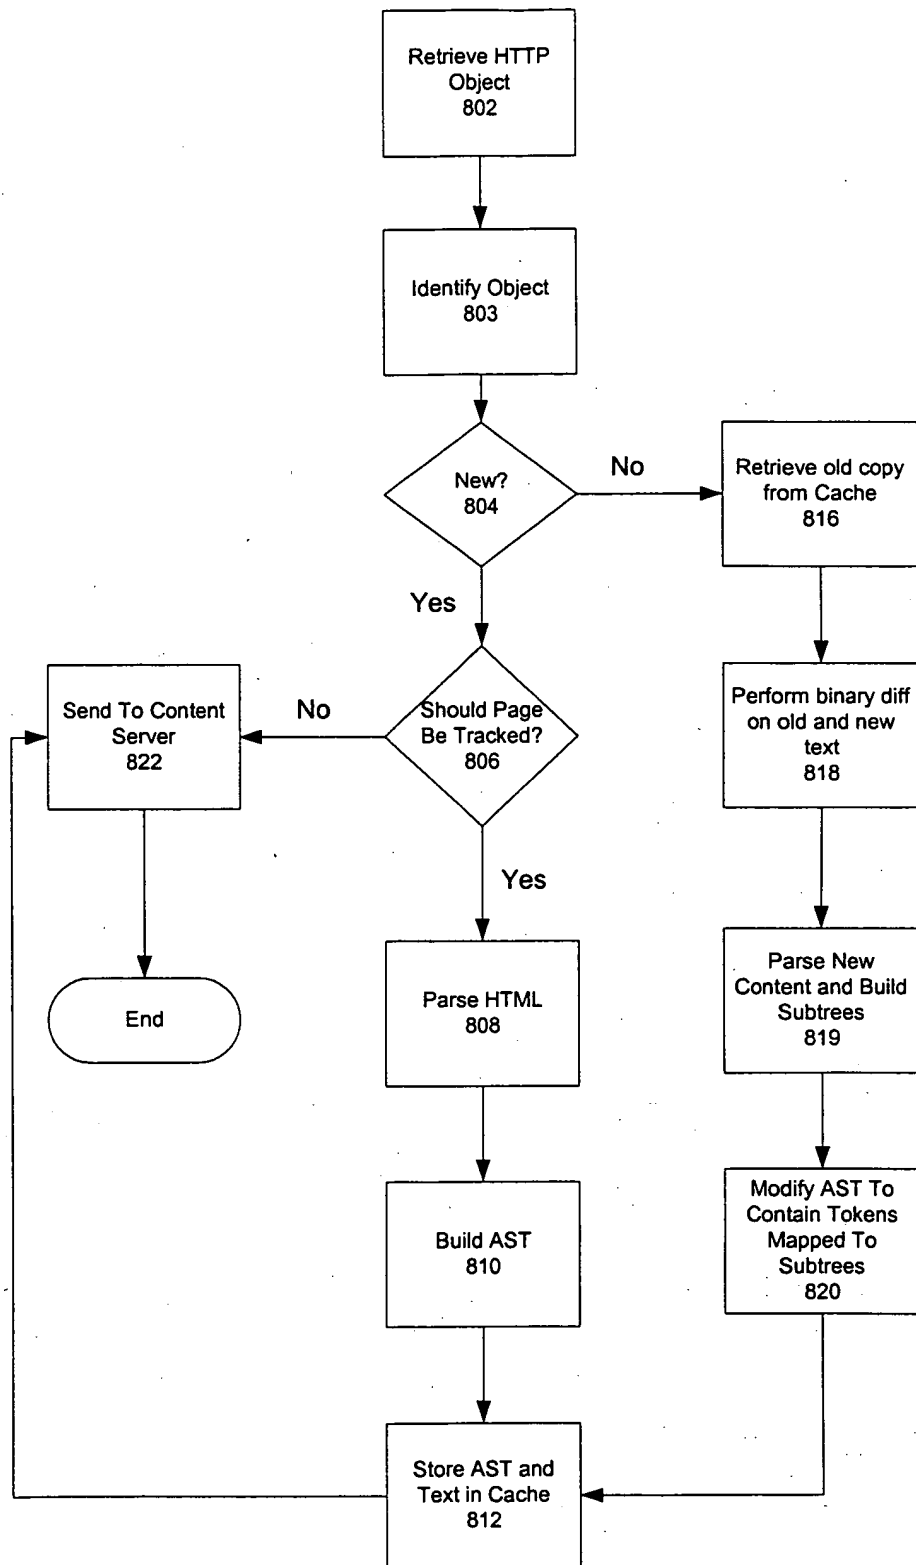 Retrieve HTTP
Object
802
Identify Object
803
New?
804
No
Retrieve old copy
from Cache
816
Yes
Send To Content
Server
822
No
Should Page
Be Tracked?
806
Perform binary diff
on old and new
text
818
Yes
End
Parse HTML
808
Parse New
Content and Build
Subtrees
819
Build AST
810
Modify AST To
Contain Tokens
Mapped To
Subtrees
820
Store AST and
Text in Cache
812